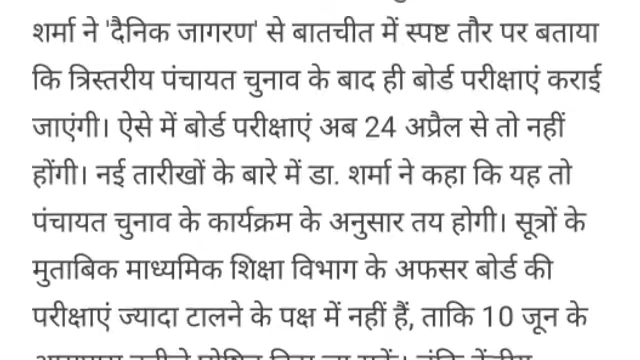 शर्मा ने 'दैनिक जागरण' से बातचीत में स्पष्ट तौर पर बताया
कि त्रिस्तरीय पंचायत चुनाव के बाद ही बोर्ड परीक्षाएं कराई
जाएंगी। ऐसे में बोर्ड परीक्षाएं अब 24 अप्रैल से तो नहीं
होंगी। नई तारीखों के बारे में डा. शर्मा ने कहा कि यह तो
पंचायत चुनाव के कार्यक्रम के अनुसार तय होगी। सूत्रों के
मुताबिक माध्यमिक शिक्षा विभाग के अफसर बोर्ड की
परीक्षाएं ज्यादा टालने के पक्ष में नहीं हैं, ताकि 10 जून के